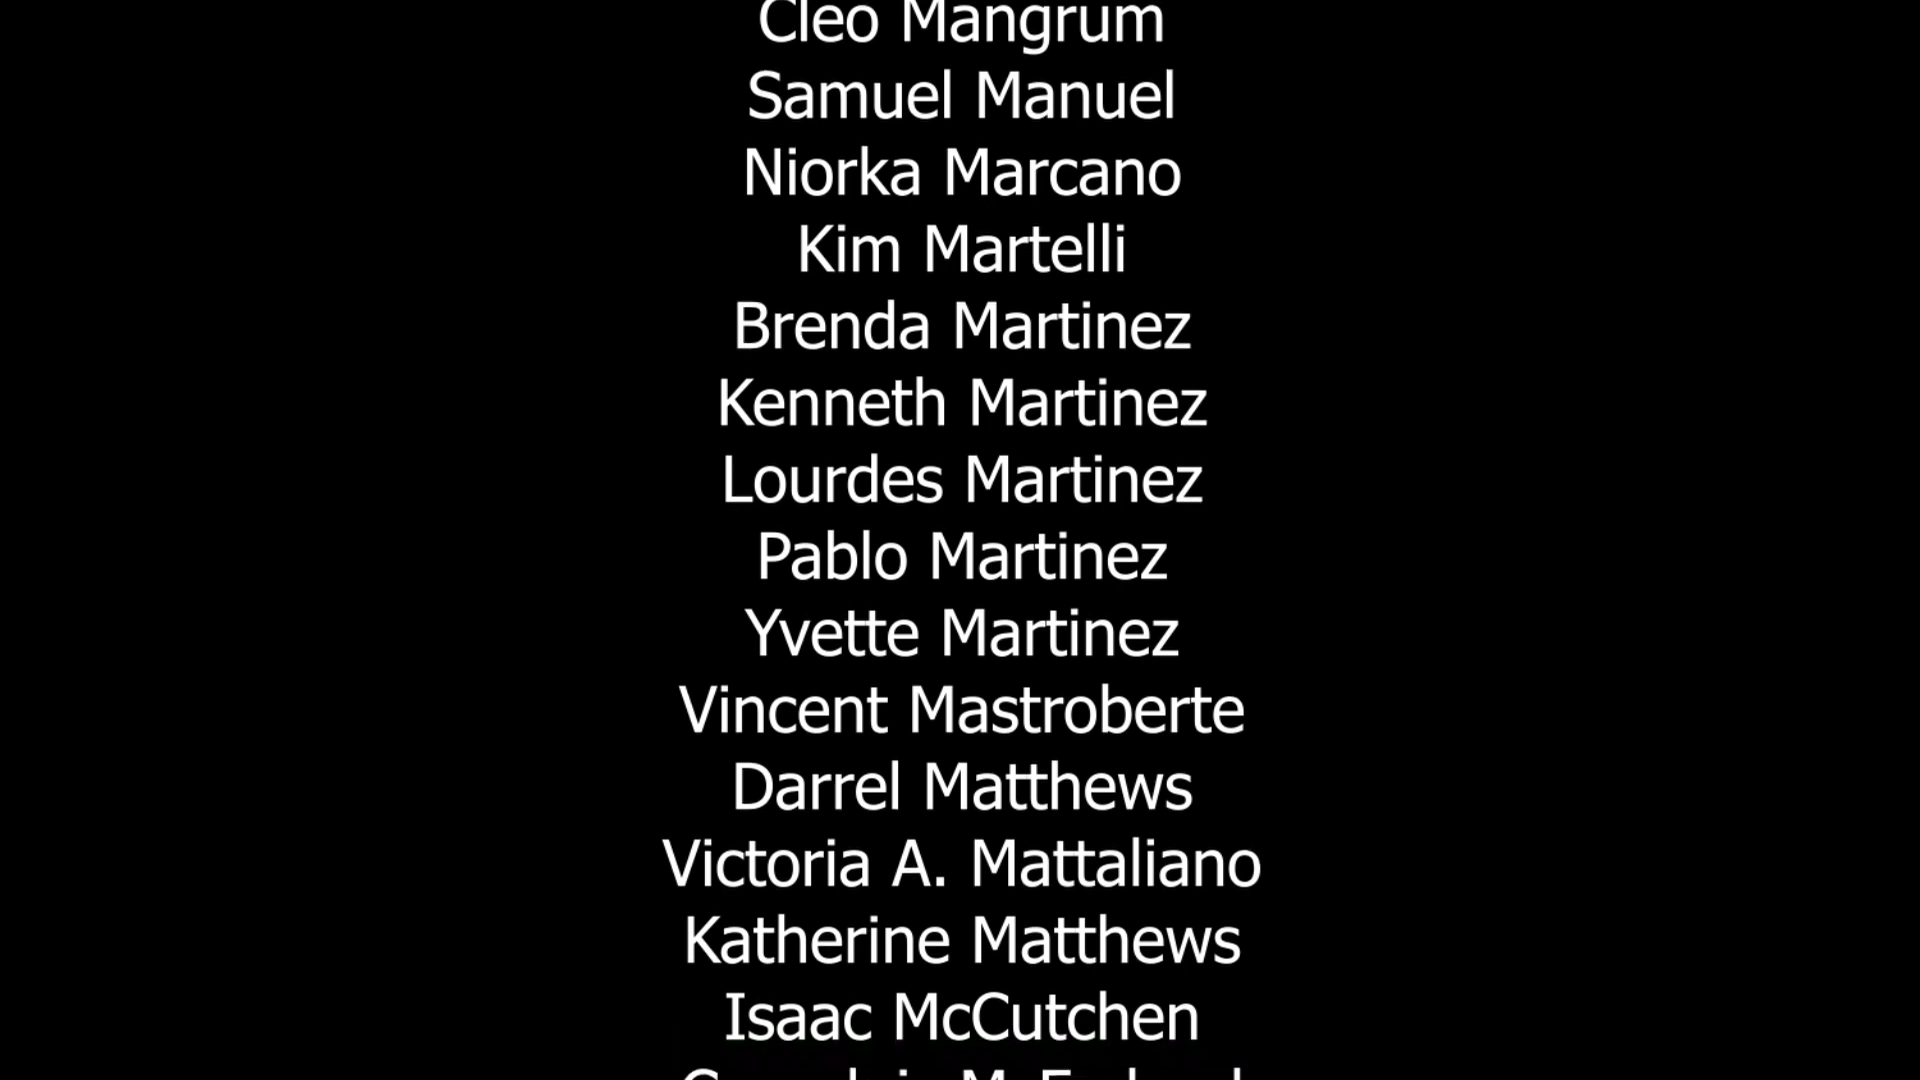 Cleo Mangrum
Samuel Manuel
Niorka Marcano
Kim Martelli
Brenda Martinez
Kenneth Martinez
Lourdes Martinez
Pablo Martinez
Yvette Martinez
Vincent Mastroberte
Darrel Matthews
Victoria A. Mattaliano
Katherine Matthews
Isaac McCutchen